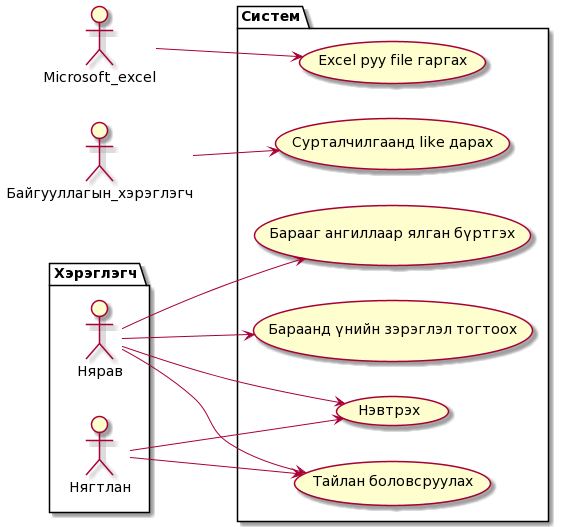 Систем
Microsoft_excel
Excel руу file гаргах
Байгууллагын_хэрэглэгч
Сурталчилгаанд like дарах
Барааг ангиллаар ялган бүртгэх
Хэрэглэгч
Нярав
Бараанд үнийн зэрэглэл тогтоох
Нэвтрэх
Нягтлан
Тайлан боловсруулах